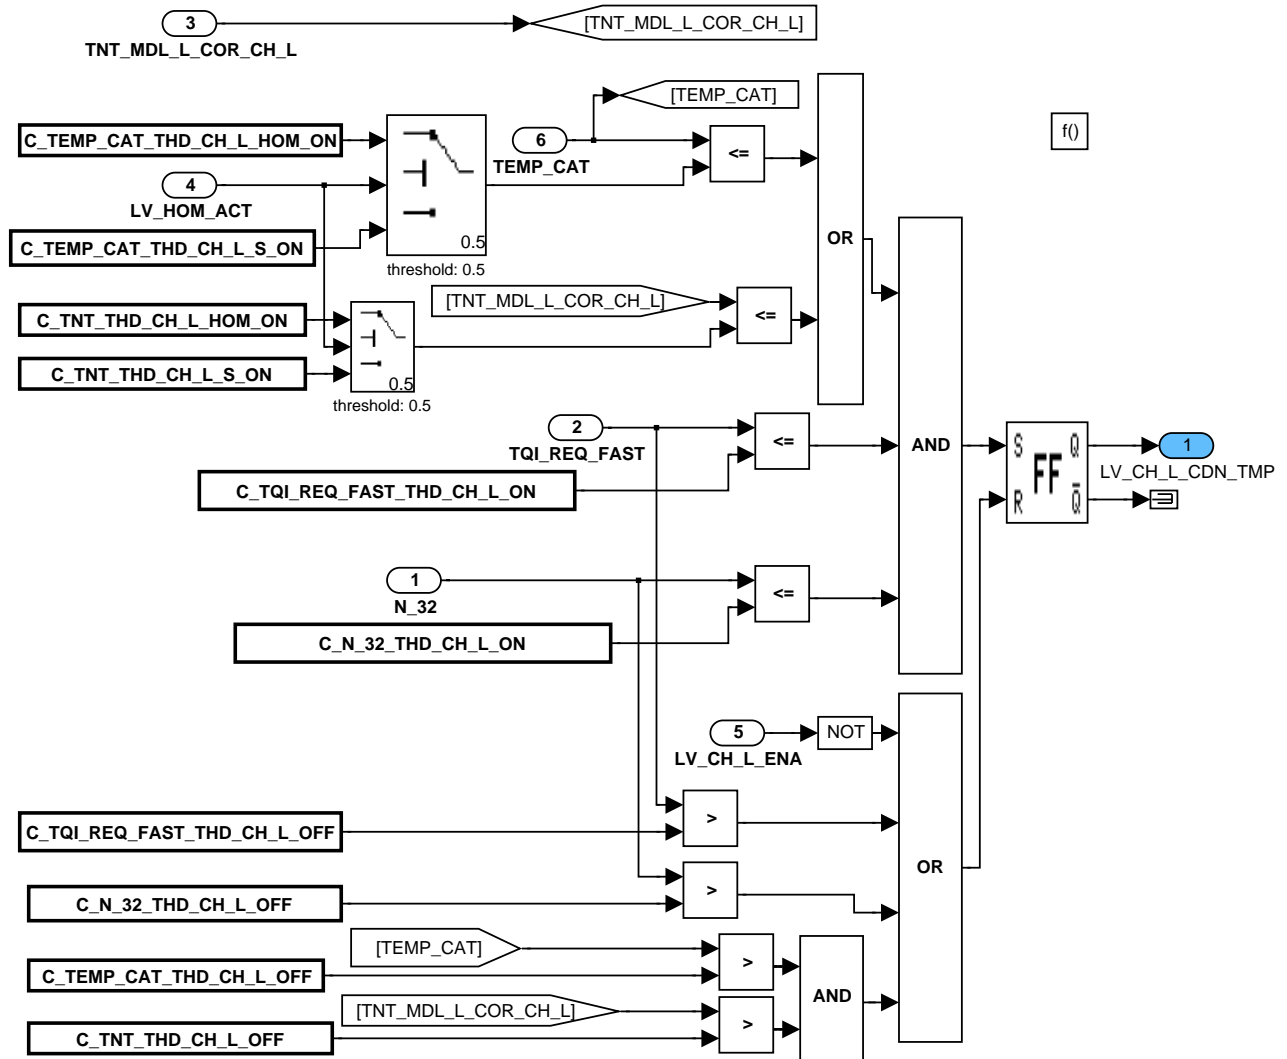 3
[TNT_MDL_L_COR_CH_L]
TNT_MDL_L_COR_CH_L
[TEMP_CAT]
C_TEMP_CAT_THD_CH_L_HOM_ON
6
<=
f()
TEMP_CAT
4
LV_HOM_ACT
OR
C_TEMP_CAT_THD_CH_L_S_ON
0.5
threshold: 0.5
[TNT_MDL_L_COR_CH_L]
<=
C_TNT_THD_CH_L_HOM_ON
C_TNT_THD_CH_L_S_ON
0.5
threshold: 0.5
2
<=
TQI_REQ_FAST
AND
S Q
1
FF
LV_CH_L_CDN_TMP
R Q
C_TQI_REQ_FAST_THD_CH_L_ON
1
<=
N_32
C_N_32_THD_CH_L_ON
5
NOT
LV_CH_L_ENA
>
C_TQI_REQ_FAST_THD_CH_L_OFF
OR
>
C_N_32_THD_CH_L_OFF
[TEMP_CAT]
>
C_TEMP_CAT_THD_CH_L_OFF
AND
[TNT_MDL_L_COR_CH_L]
>
C_TNT_THD_CH_L_OFF